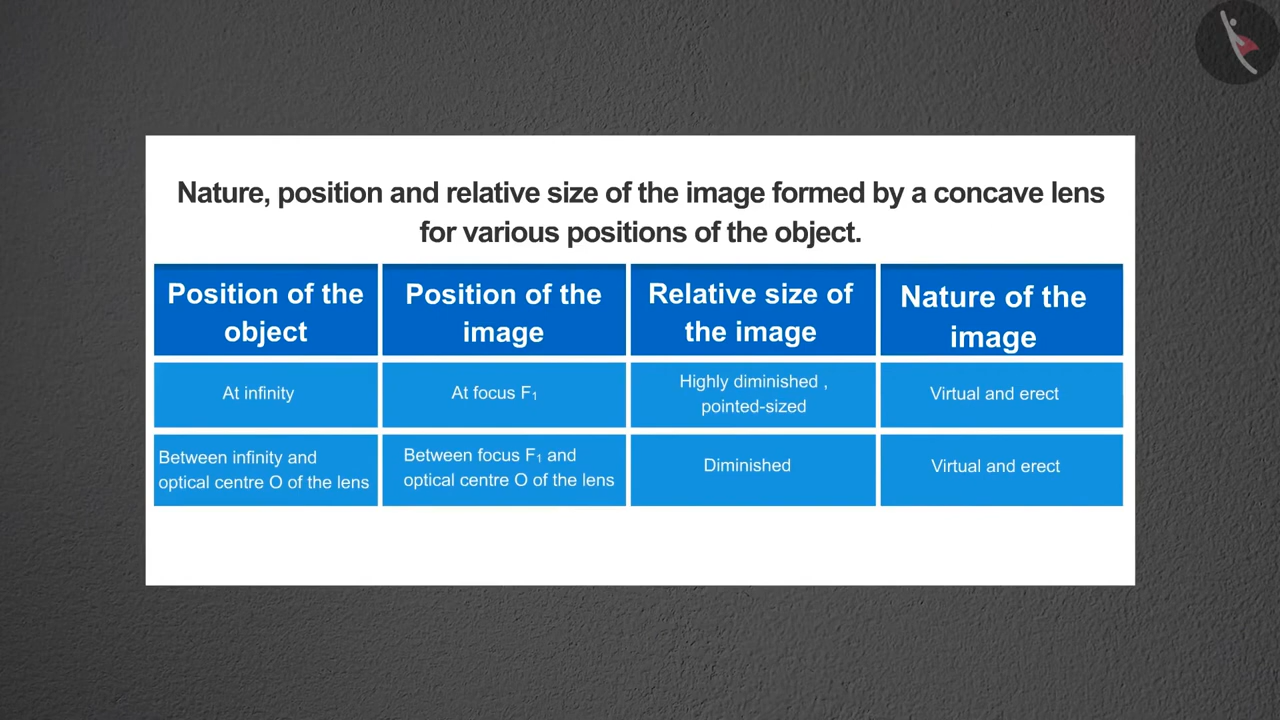 Nature, position and relative size of the image formed by a concave lens
for various positions of the object.
Position of the
object
Position of the
image
Relative size of
the image
Nature of the
image
At infinity
At focus F₁
Highly diminished ,
pointed-sized
Virtual and erect
Between infinity and
optical centre O of the lens
Between focus F₁ and
optical centre O of the lens
Diminished
Virtual and erect